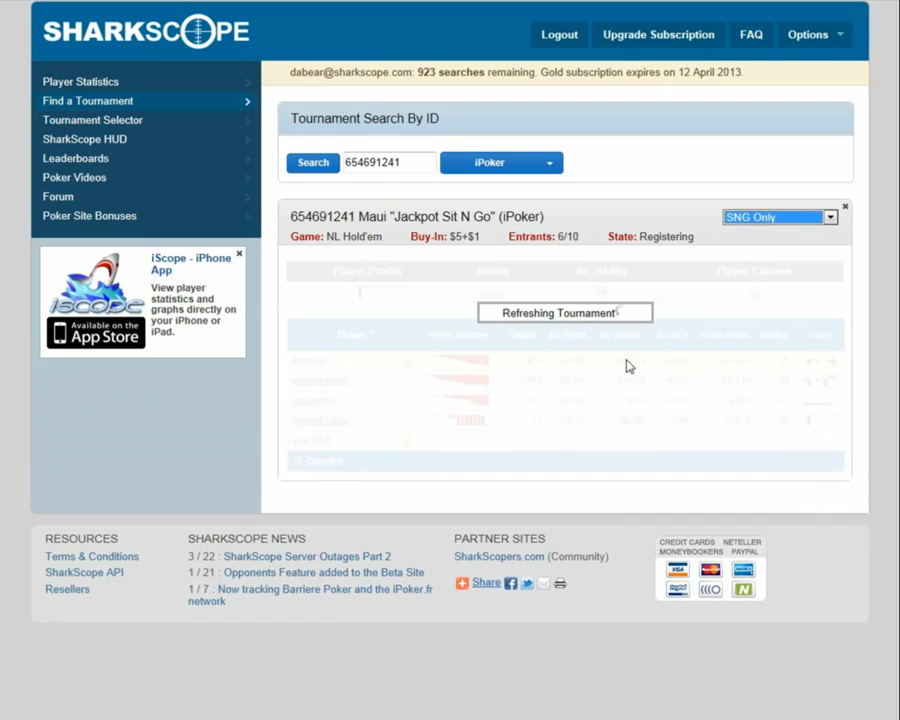 SHARKSCOPE
Logout
Upgrade Subscription
FAQ
Options
Player Statistics
Find a Tournament
Tournament Selector
SharkScope HUD
Leaderboards
Poker Videos
Forum
Poker Site Bonuses
dabear@sharkscope.com: 923 searches remaining. Gold subscription expires on 12 April 2013.
Tournament Search By ID
Search
654691241
iPoker
654691241 Maui "Jackpot Sit N Go" (iPoker)
SNG Only
Game: NL Hold'em Buy-In: $5+$1 Entrants: 6/10 State: Registering
Refreshing Tournament
iScope - iPhone
App
View player
statistics and
graphs directly on
your iPhone or
iPad.
iscope
Available on the
App Store
RESOURCES
Terms & Conditions
SharkScope API
Resellers
SHARKSCOPE NEWS
3 / 22 : SharkScope Server Outages Part 2
1 / 21 : Opponents Feature added to the Beta Site
1 / 7 : Now tracking Barriere Poker and the iPoker.fr
network
PARTNER SITES
SharkScopers.com (Community)
Share
CREDIT CARDS NETELLER
MONEYBOOKERS PAYPAL
VISA